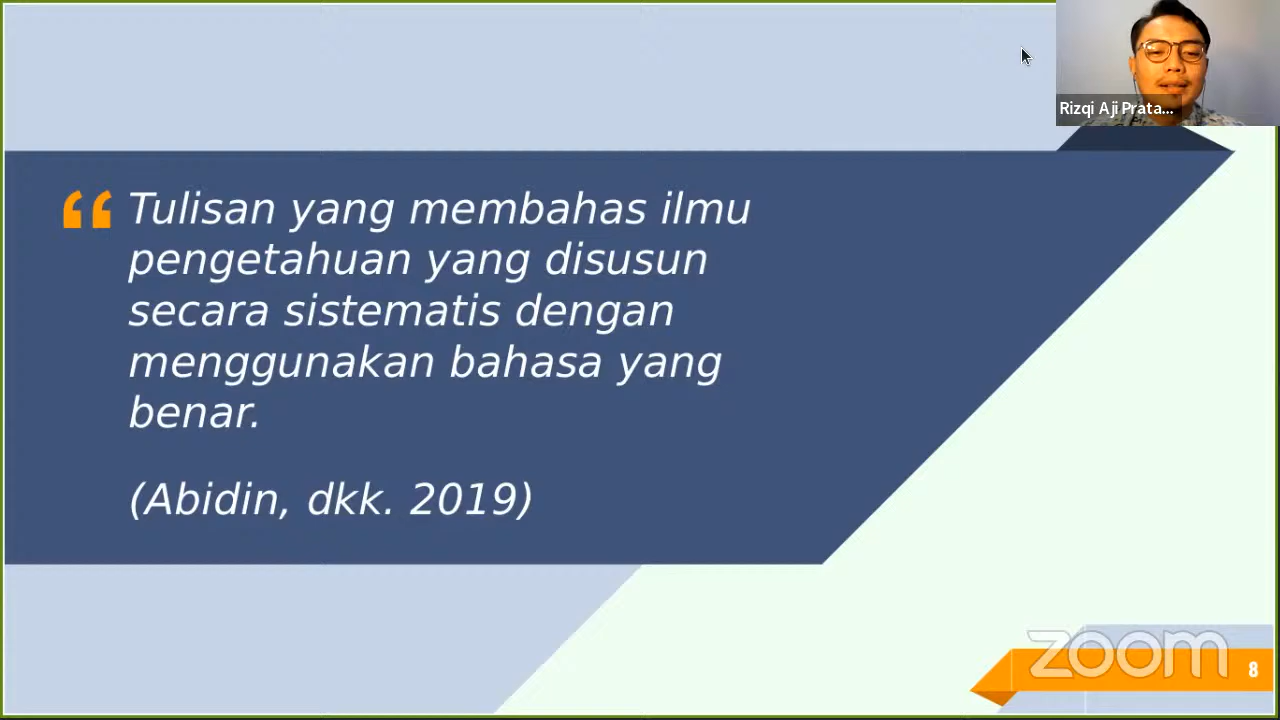 Rizqi Aji Prata...
“ Tulisan yang membahas ilmu
pengetahuan yang disusun
secara sistematis dengan
menggunakan bahasa yang
benar.
(Abidin, dkk. 2019)
zoom
8